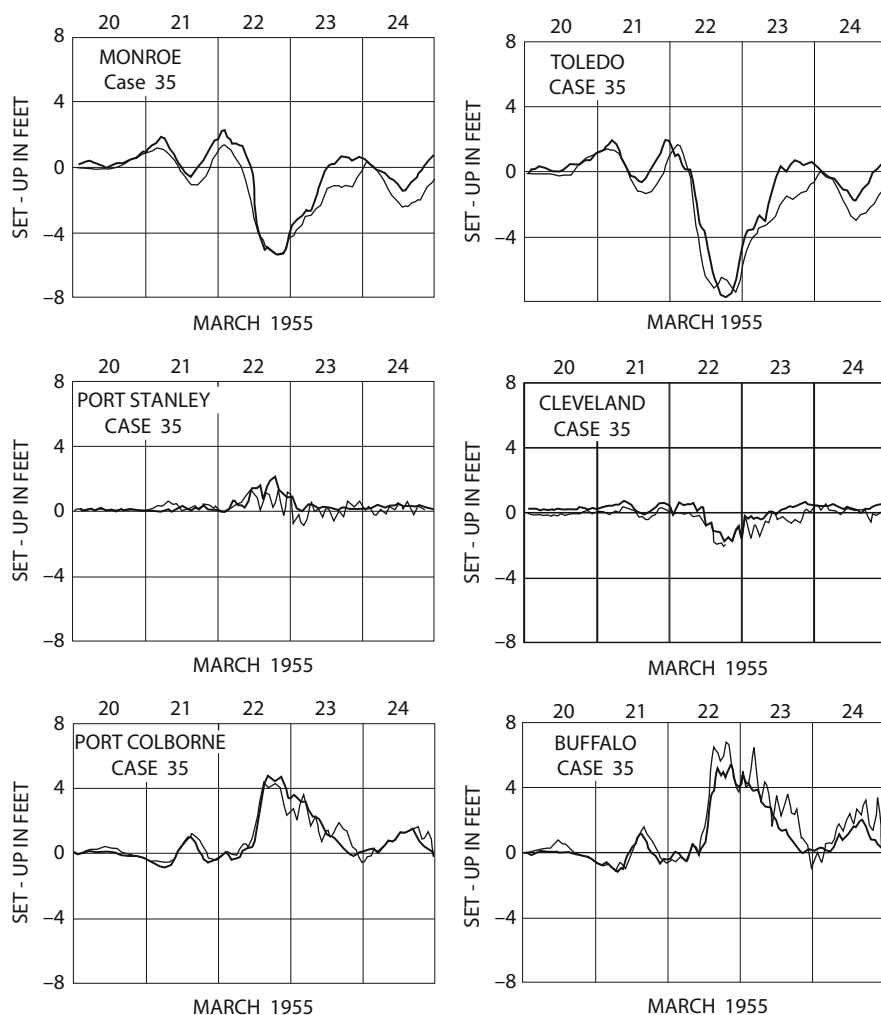 20 21 22 23 24
8
MONROE
Case 35
4
0
−4
−8
SET - UP IN FEET
MARCH 1955
20 21 22 23 24
8
TOLEDO
CASE 35
4
0
−4
SET - UP IN FEET
MARCH 1955
20 21 22 23 24
8
PORT STANLEY
CASE 35
4
0
−4
−8
SET - UP IN FEET
MARCH 1955
20 21 22 23 24
8
CLEVELAND
CASE 35
4
0
−4
−8
SET - UP IN FEET
MARCH 1955
20 21 22 23 24
8
PORT COLBORNE
CASE 35
4
0
−4
−8
SET - UP IN FEET
MARCH 1955
20 21 22 23 24
8
BUFFALO
CASE 35
4
0
−4
−8
SET - UP IN FEET
MARCH 1955